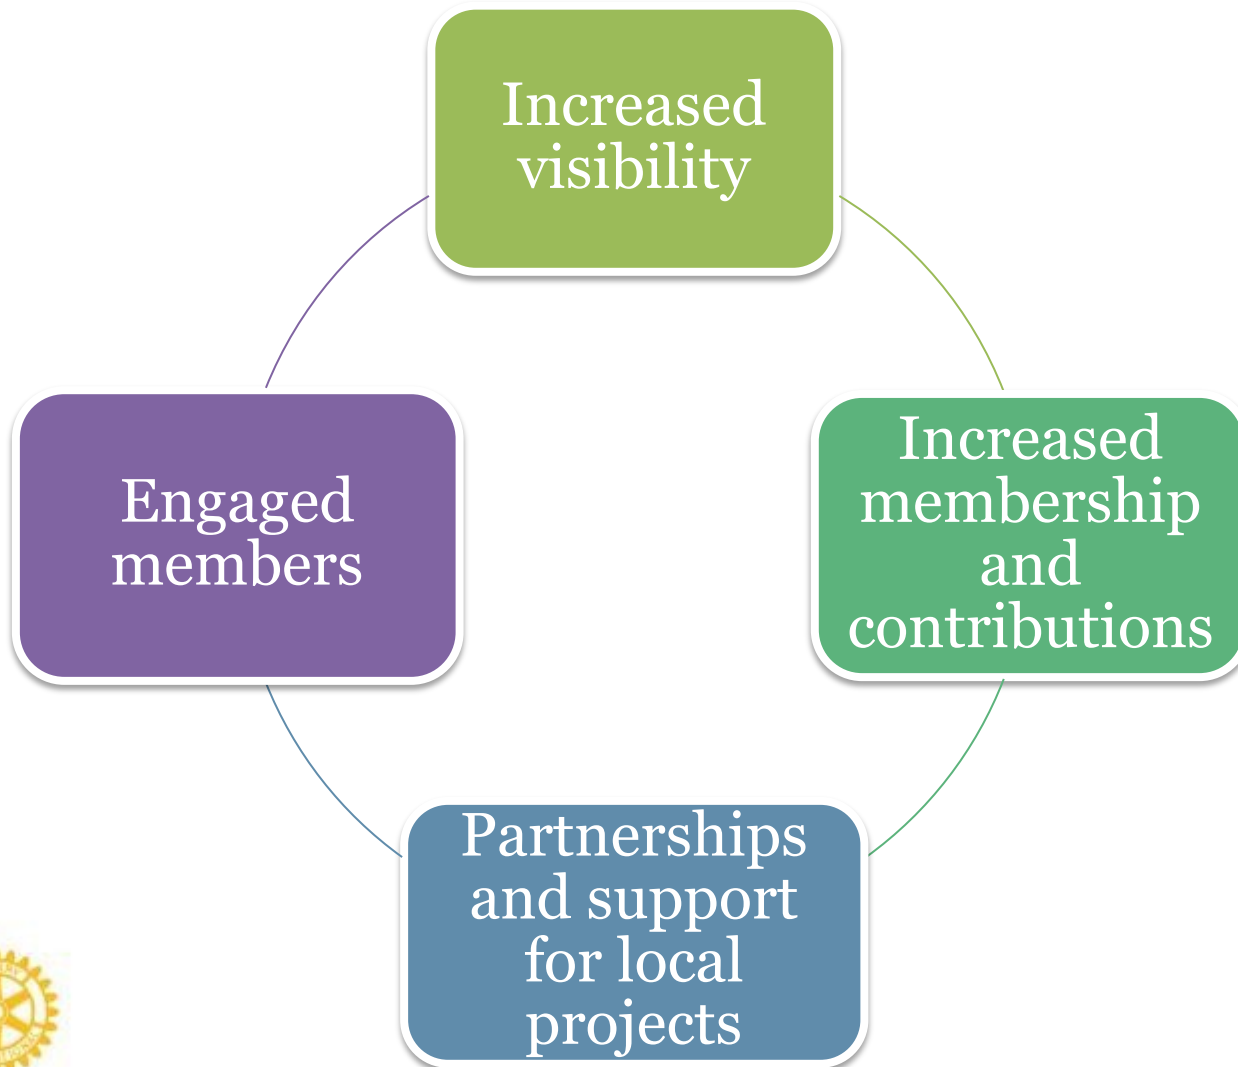 Increased
visibility
Increased
membership
and
contributions
Partnerships
and support
for local
projects
Engaged
members